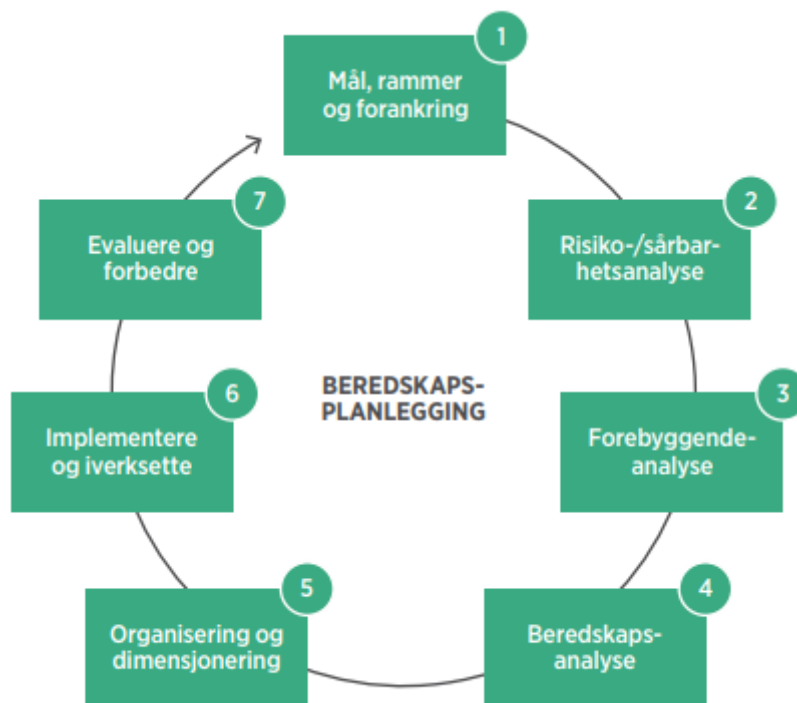 1
Mål, rammer
og forankring
2
Risiko-/sårbar-
hetsanalyse
3
Forebyggende-
analyse
4
Beredskaps-
analyse
5
Organisering og
dimensjonering
6
Implementere
og iverksette
7
Evaluere og
forbedre
BEREDSKAPS-
PLANLEGGING